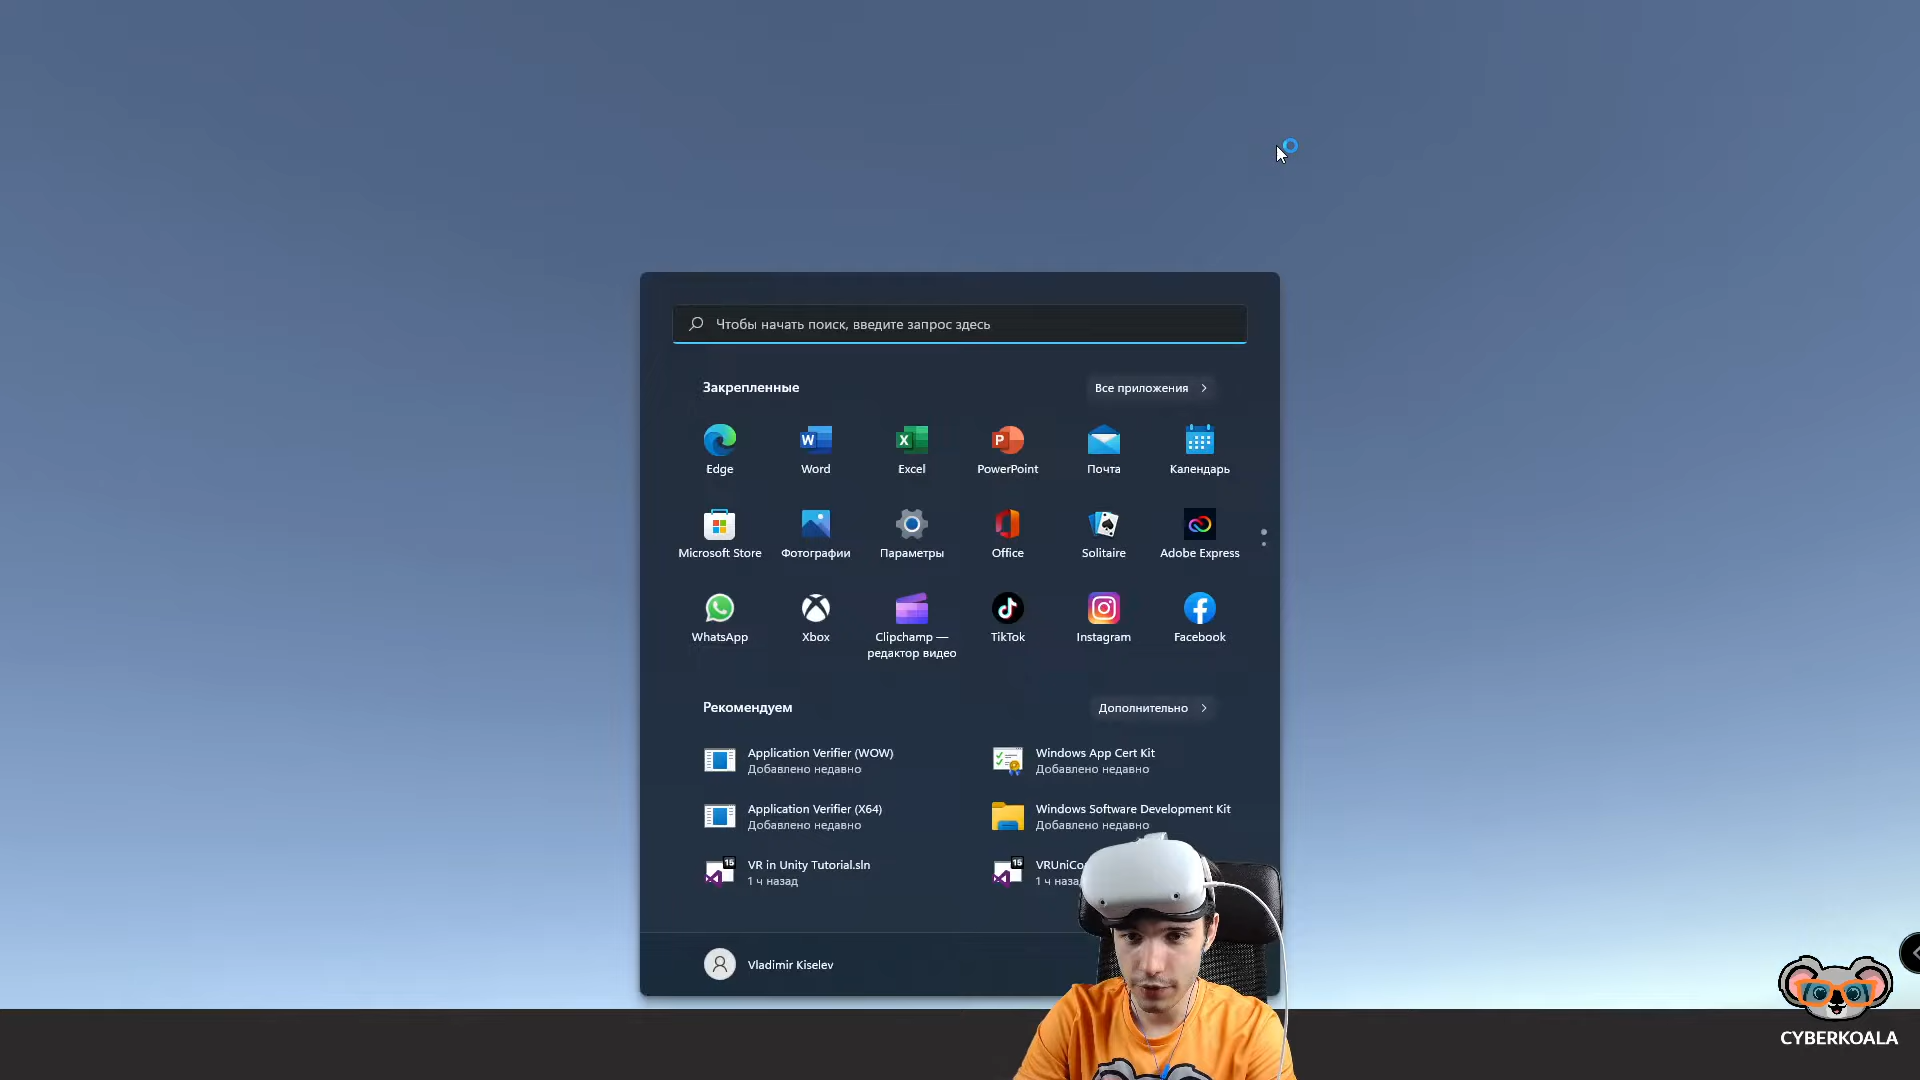 Чтобы начать поиск, введите запрос здесь
Закрепленные
Все приложения
Edge
Word
Excel
PowerPoint
Почта
Календарь
Microsoft Store
Фотографии
Параметры
Office
Solitaire
Adobe Express
WhatsApp
Xbox
Clipchamp —
редактор видео
TikTok
Instagram
Facebook
Рекомендуем
Дополнительно
Application Verifier (WOW)
Добавлено недавно
Windows App Cert Kit
Добавлено недавно
Application Verifier (X64)
Добавлено недавно
Windows Software Development Kit
Добавлено недавно
15
VR in Unity Tutorial.sln
1 ч назад
15
1 ч
Vladimir Kiselev
CYBERKOALA